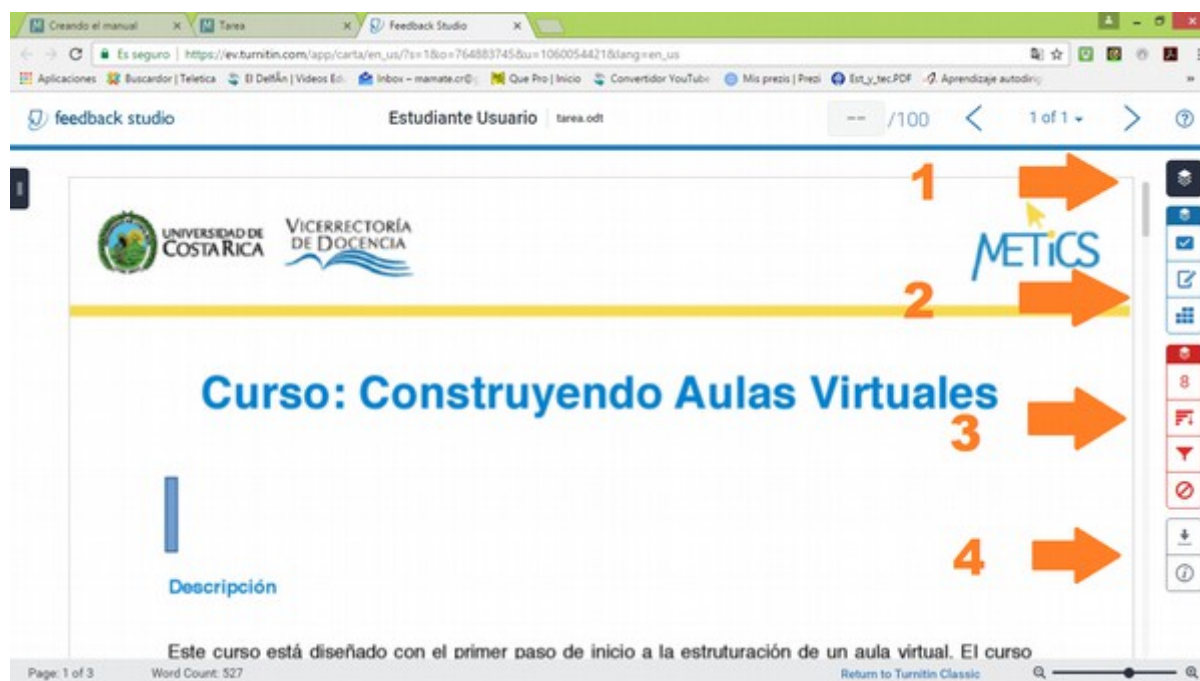 Creando el manual
Tarea
Feedback Studio
Es seguro | https://ev.turnitin.com/app/carta/en_us/?s=1&o=764883745&u=1060054421&lang=en_us
Aplicaciones
Buscardor | Teletica
El DelfÃn | Videos Ed
Inbox – mamate.cr@
Que Pro | Inicio
Convertidor YouTube
Mis prezis | Prezi
Est_y_tec.PDF
Aprendizaje autodirig
feedback studio
Estudiante Usuario | tarea.odt
-- /100
1 of 1
1
UNIVERSIDAD DE
COSTA RICA
VICERRECTORÍA
DE DOCENCIA
METiCS
2
Curso: Construyendo Aulas Virtuales
8
3
4
Descripción
Este curso está diseñado con el primer paso de inicio a la estruturación de un aula virtual. El curso
Page: 1 of 3
Word Count: 527
Return to Turnitin Classic